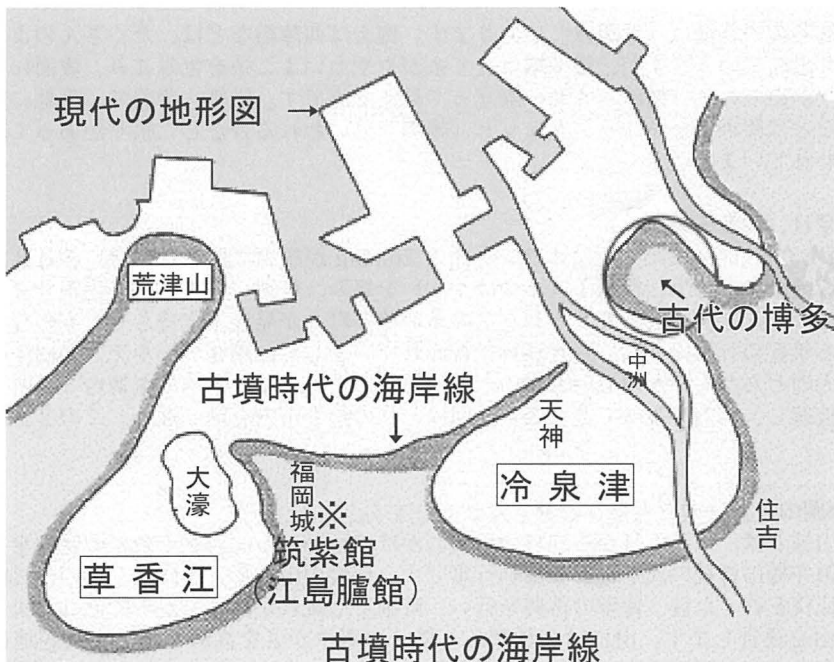 現代の地形図
荒津山
古代の博多
中洲
古墳時代の海岸線
天神
大濠
福岡城
※
冷泉津
住吉
筑紫館
(江島臚館)
草香江
古墳時代の海岸線